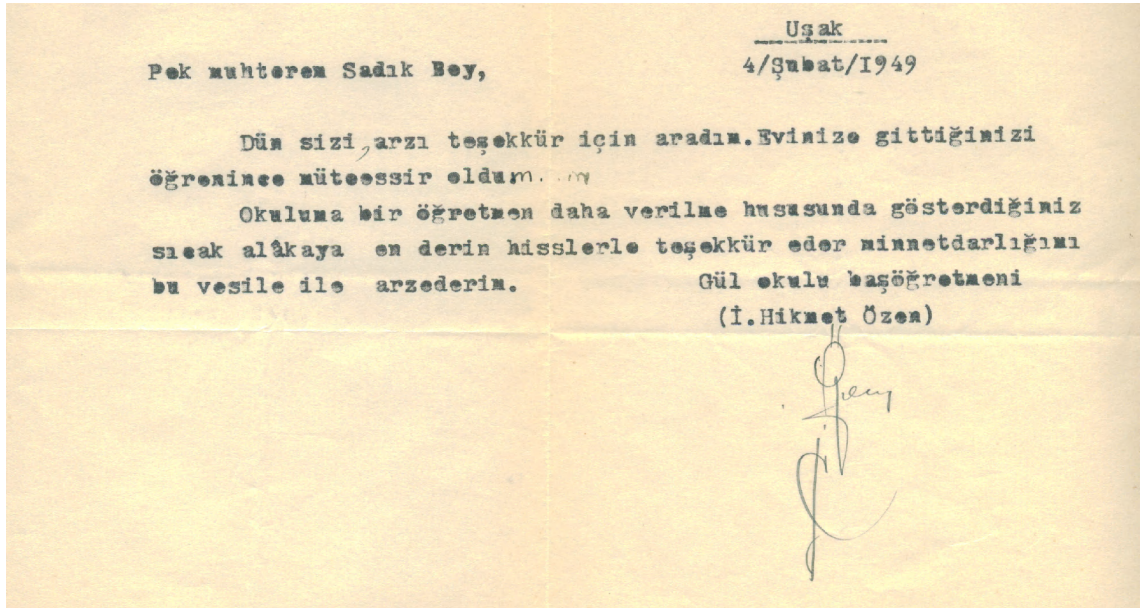 Uşak
Pek muhterem Sadık Bey,
4/Şubat/1949
Dün sizi,arzı teşekkür için aradım.Evinize gittiğinizi
öğrenince müteessir oldum.
Okuluma bir öğretmen daha verilme hususunda gösterdiğiniz
sıcak alâkaya en derin hisslerle teşekkür eder minnetdarlığımı
bu vesile ile arzederim.
Gül okulu başöğretmeni
(İ.Hikmet Özen)